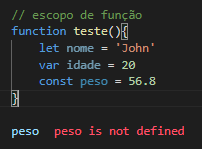 // escopo de função
function teste(){
let nome = 'John'
var idade = 20
const peso = 56.8
}
peso peso is not defined